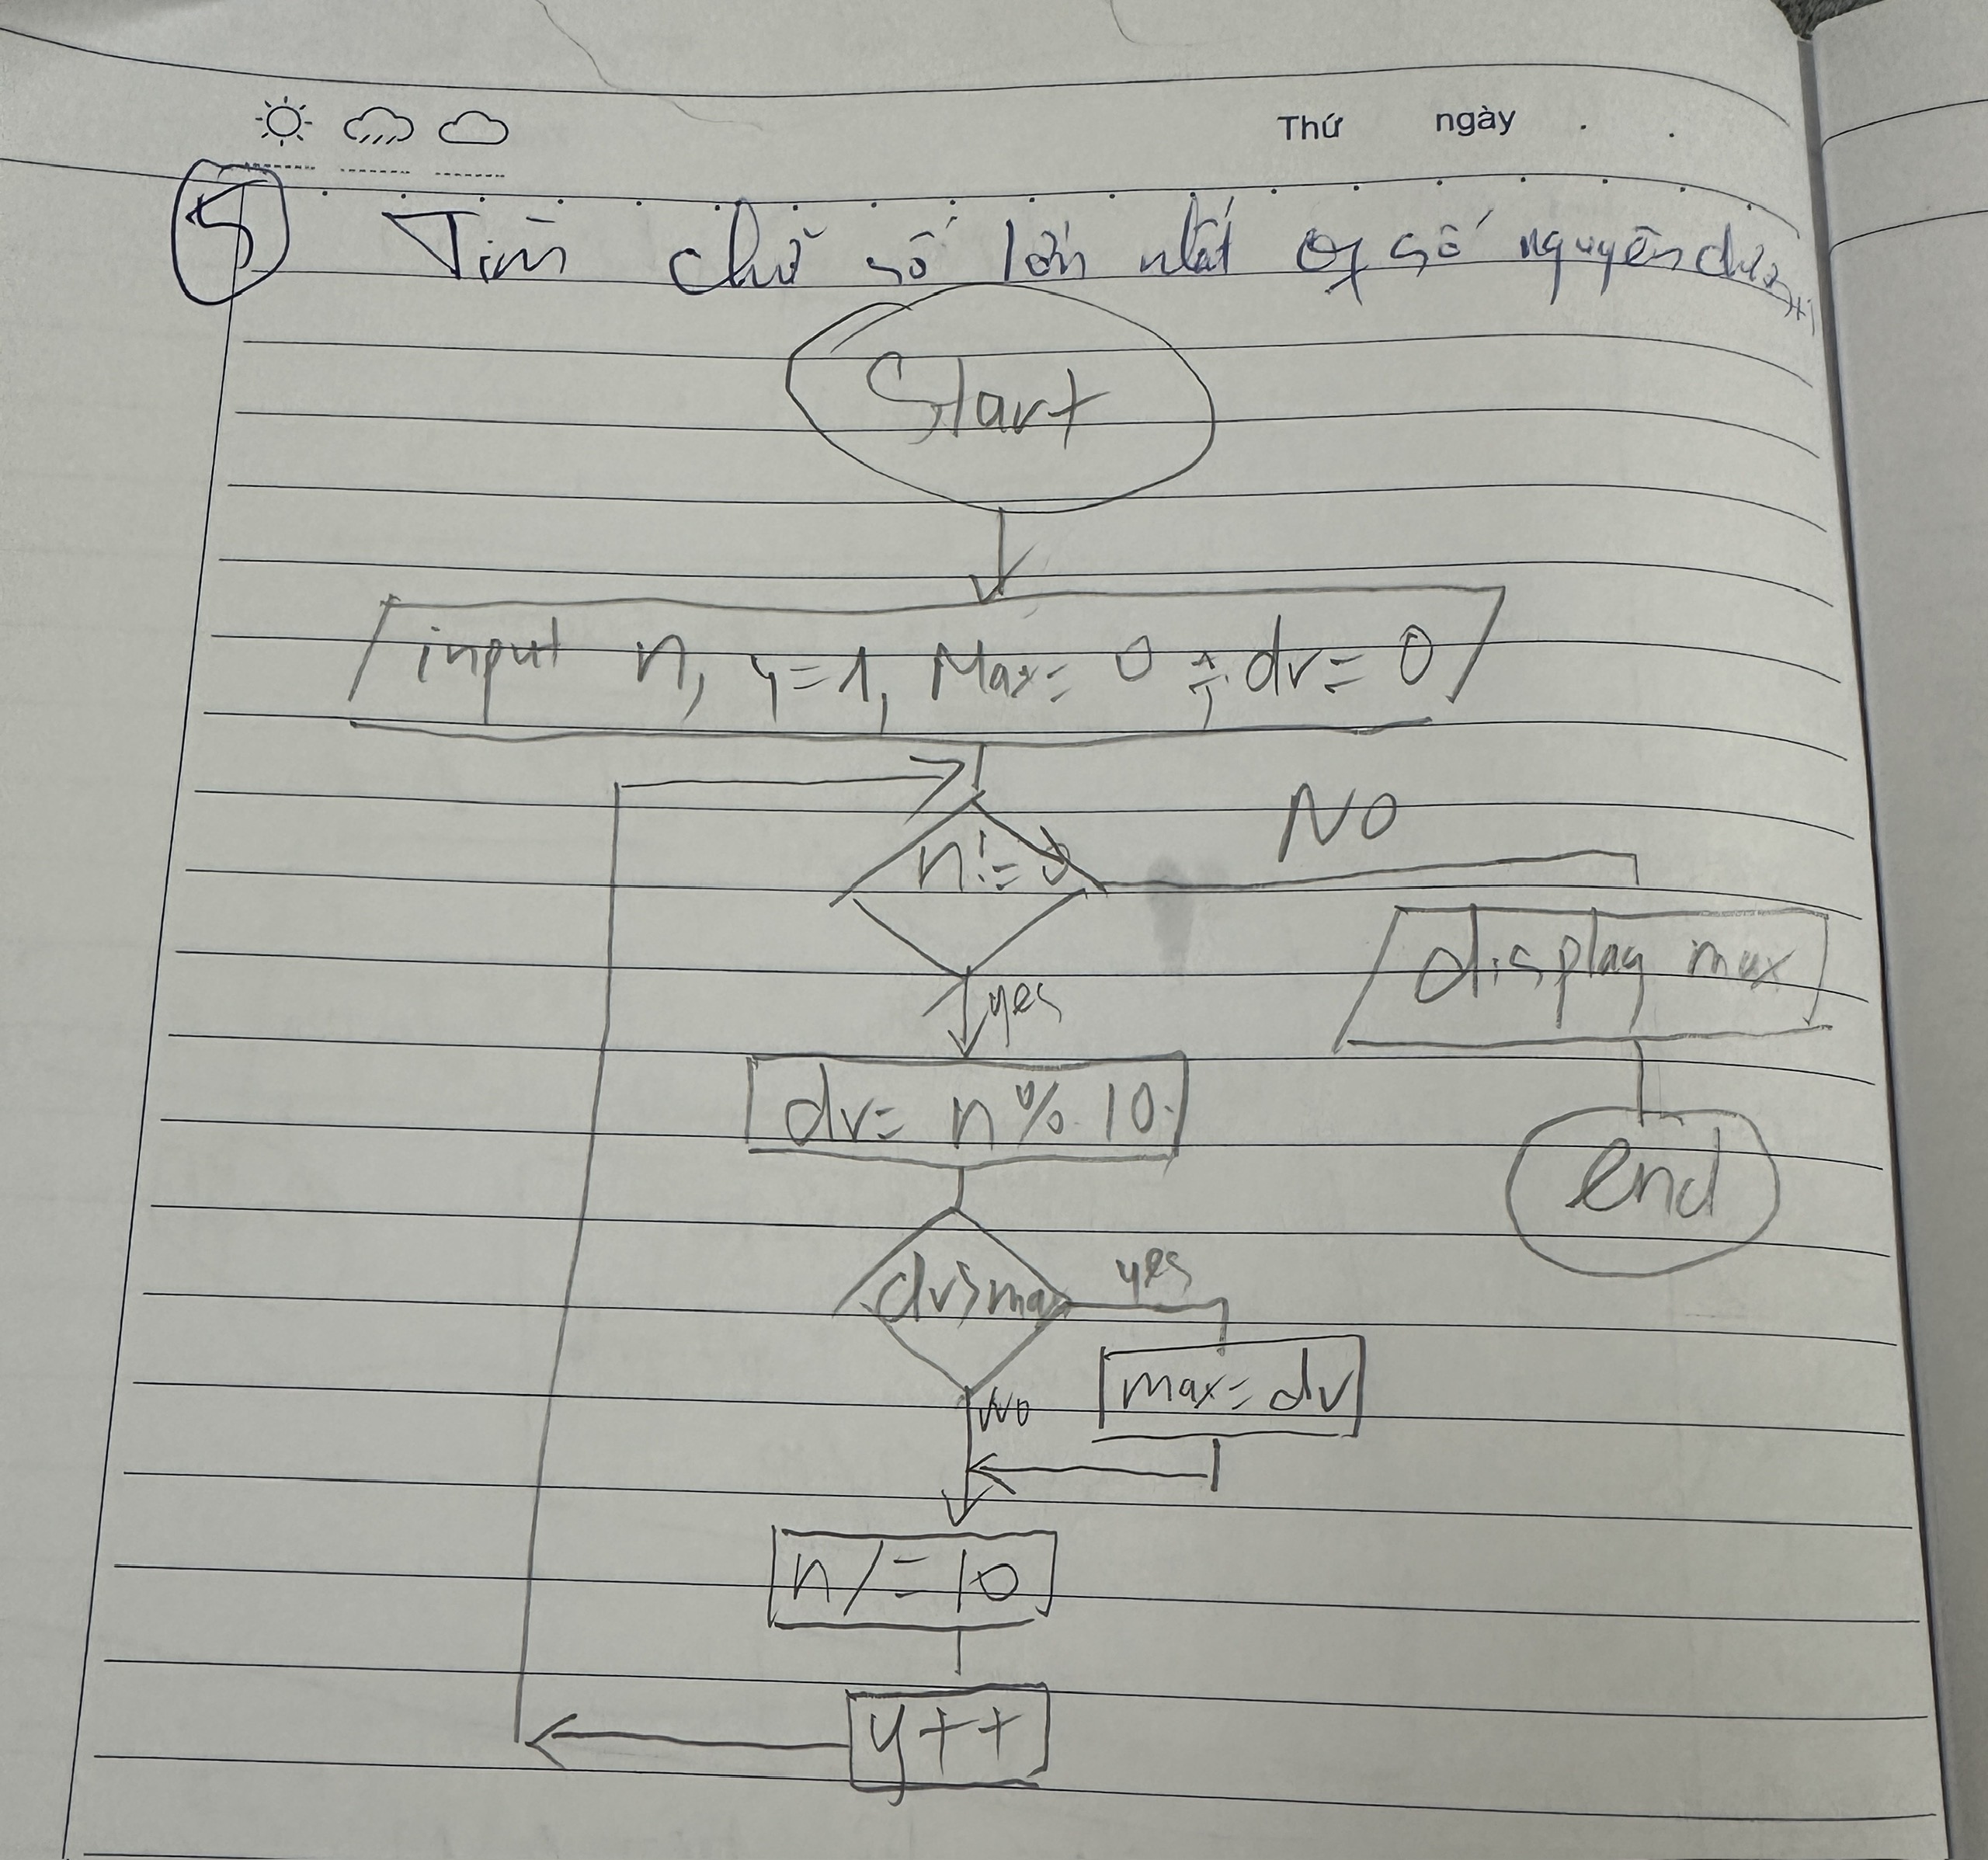 Thứ ngày . .
5 Tìm chữ số lớn nhất of số nguyên dương
Start
input n, y=1, Max= 0 ; dv= 0
NO
n!=0
display max
yes
dv= n% 10
end
dv>max yes
max= dv
No
n/=10
y++